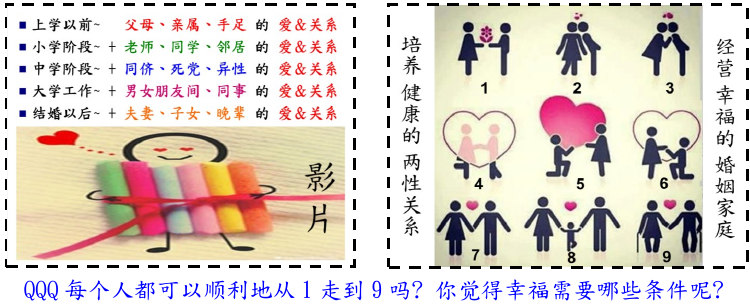 ■ 上学以前~ 父母、亲属、手足 的 爱&关系
■ 小学阶段~ + 老师、同学、邻居 的 爱&关系
■ 中学阶段~ + 同侪、死党、异性 的 爱&关系
■ 大学工作~ + 男女朋友间、同事 的 爱&关系
■ 结婚以后~ + 夫妻、子女、晚辈 的 爱&关系
影片
培养 健康的 两性关系
1
2
3
4
5
6
7
8
9
经营 幸福的 婚姻家庭
QQQ 每个人都可以顺利地从 1 走到 9 吗? 你觉得幸福需要哪些条件呢?